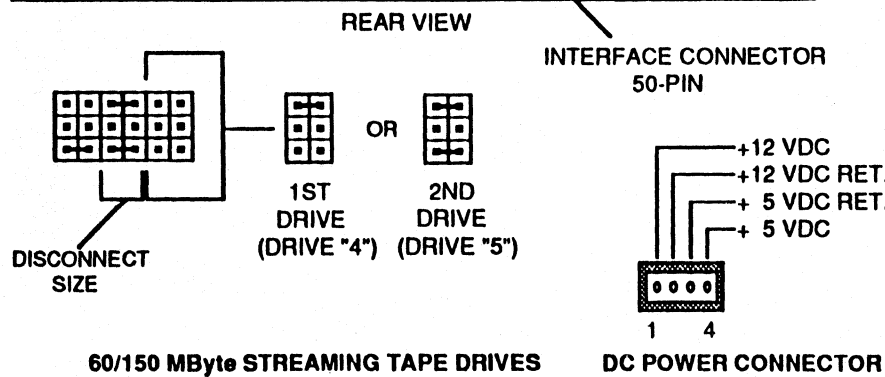 REAR VIEW
INTERFACE CONNECTOR
50-PIN
OR
1ST
DRIVE
(DRIVE "4")
2ND
DRIVE
(DRIVE "5")
DISCONNECT
SIZE
+12 VDC
+12 VDC RET.
+ 5 VDC RET.
+ 5 VDC
1 4
60/150 MByte STREAMING TAPE DRIVES
DC POWER CONNECTOR